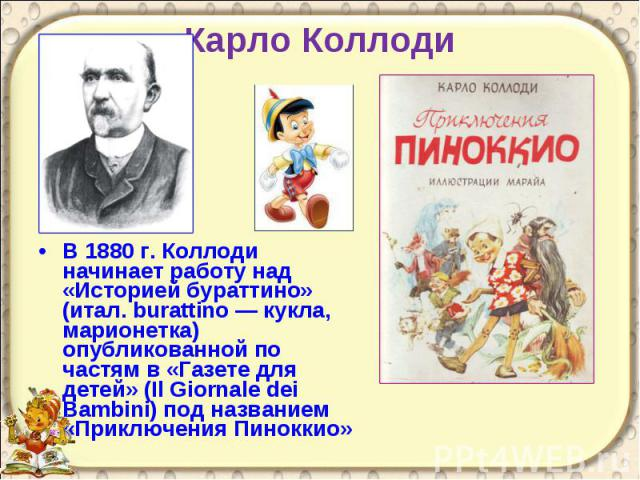 Карло Коллоди
КАРЛО КОЛЛОДИ
Приключения
ПИНОККИО
ИЛЛЮСТРАЦИИ МАРАЙА
• В 1880 г. Коллоди
начинает работу над
«Историей бураттино»
(итал. burattino — кукла,
марионетка)
опубликованной по
частям в «Газете для
детей» (Il Giornale dei
Bambini) под названием
«Приключения Пиноккио»
PPt4WEB.ru